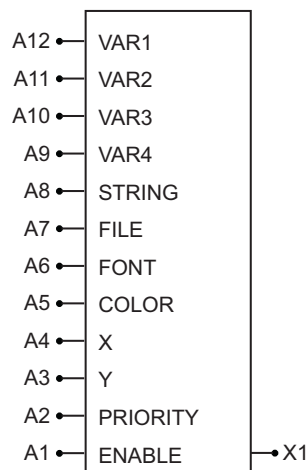 A12 VAR1
A11 VAR2
A10 VAR3
A9 VAR4
A8 STRING
A7 FILE
A6 FONT
A5 COLOR
A4 X
A3 Y
A2 PRIORITY
A1 ENABLE X1